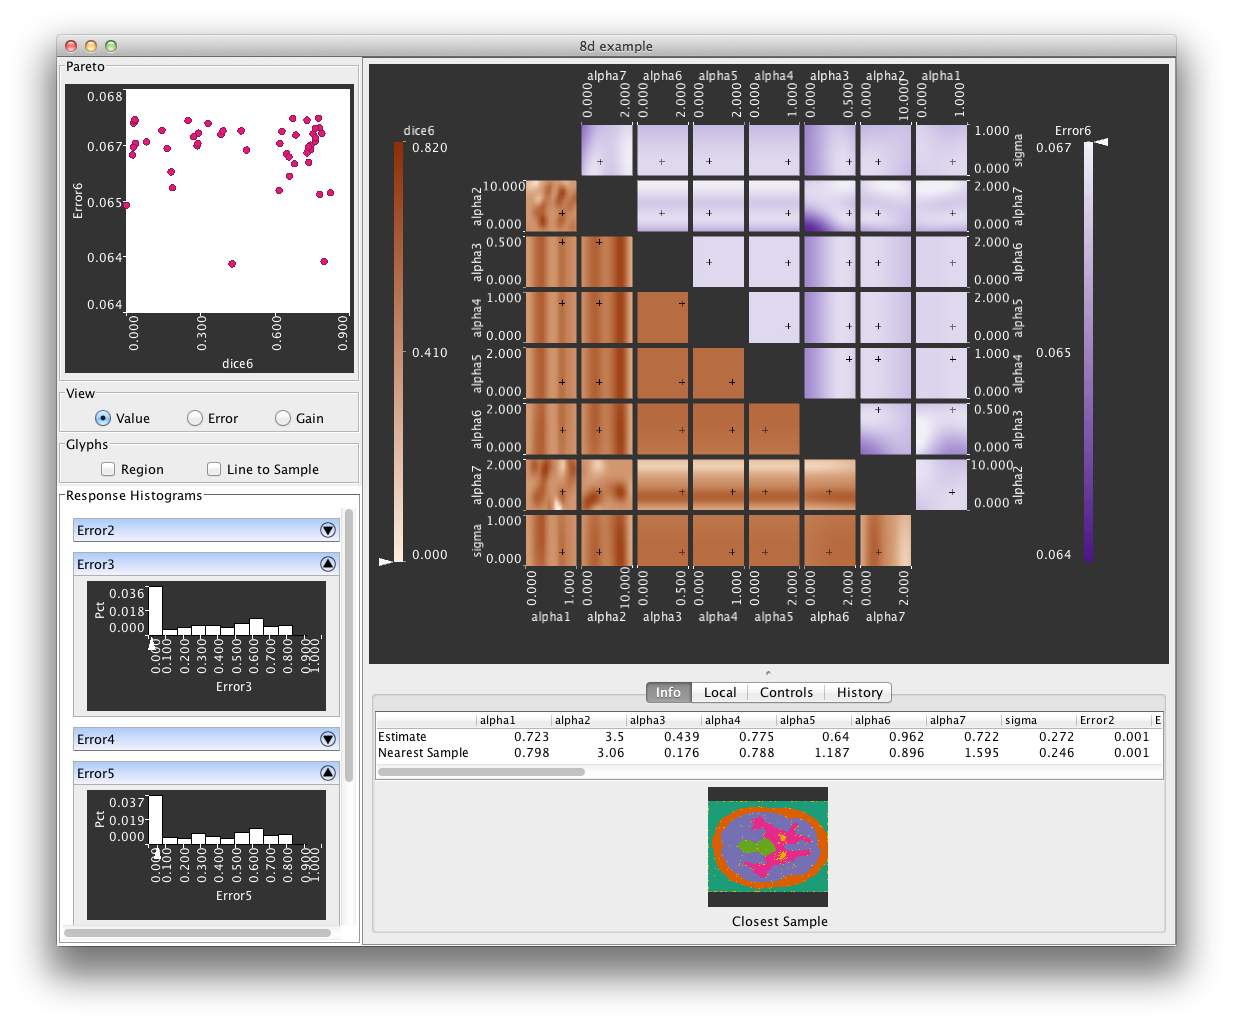 8d example
Pareto
0.068
0.067
0.065
0.064
0.064
Error6
0.000
0.300
0.600
0.900
dice6
View
Value
Error
Gain
Glyphs
Region
Line to Sample
Response Histograms
Error2
Error3
Pct
0.036
0.018
0.000
0.000 0.100 0.200 0.300 0.400 0.500 0.600 0.700 0.800 0.900 1.000
Error3
Error4
Error5
Pct
0.037
0.019
0.000
0.000 0.100 0.200 0.300 0.400 0.500 0.600 0.700 0.800 0.900 1.000
Error5
alpha7 alpha6 alpha5 alpha4 alpha3 alpha2 alpha1
0.000 2.000 0.000 2.000 0.000 2.000 0.000 1.000 0.000 0.500 0.000 10.000 0.000 1.000
dice6
0.820
0.410
0.000
Error6
0.067
0.065
0.064
1.000
0.000
sigma
alpha2
10.000
0.000
2.000
0.000
alpha7
alpha3
0.500
0.000
2.000
0.000
alpha6
alpha4
1.000
0.000
2.000
0.000
alpha5
alpha5
2.000
0.000
1.000
0.000
alpha4
alpha6
2.000
0.000
0.500
0.000
alpha3
alpha7
2.000
0.000
10.000
0.000
alpha2
sigma
1.000
0.000
0.000 1.000 0.000 10.000 0.000 0.500 0.000 1.000 0.000 2.000 0.000 2.000 0.000 2.000
alpha1 alpha2 alpha3 alpha4 alpha5 alpha6 alpha7
Info Local Controls History
alpha1 alpha2 alpha3 alpha4 alpha5 alpha6 alpha7 sigma Error2 E
Estimate 0.723 3.5 0.439 0.775 0.64 0.962 0.722 0.272 0.001
Nearest Sample 0.798 3.06 0.176 0.788 1.187 0.896 1.595 0.246 0.001
Closest Sample